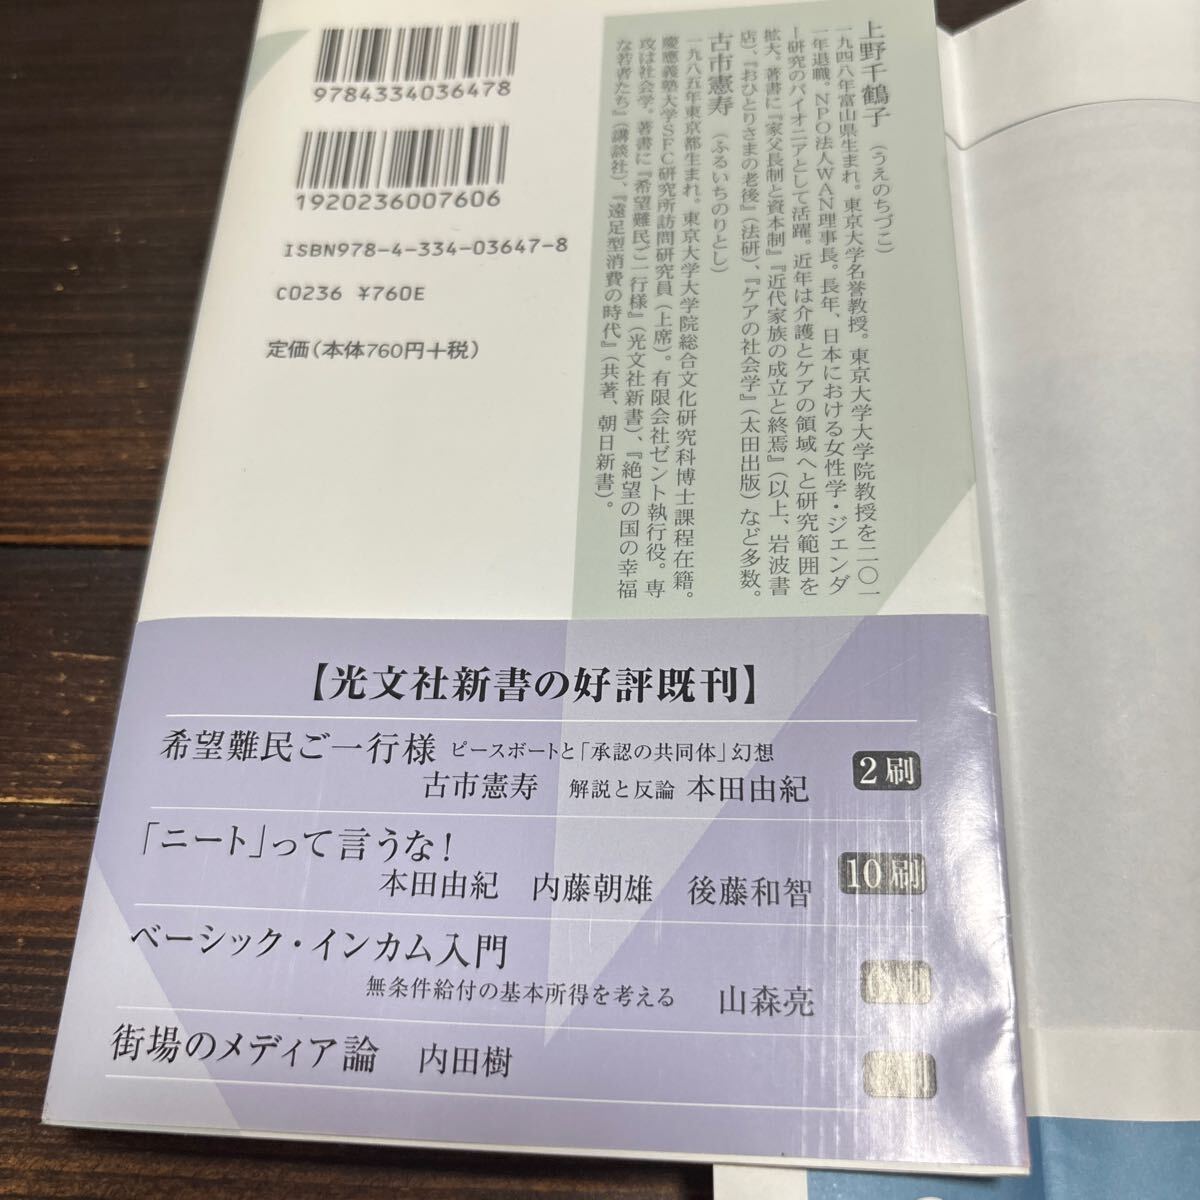 9784334036478
1920236007606
ISBN978-4-334-03647-8
C0236 ¥760E
定価(本体760円+税)
上野千鶴子(うえのちづこ)
一九四八年富山県生まれ。東京大学名誉教授。東京大学大学院教授を二〇一
一年退職。NPO法人WAN理事長。長年、日本における女性学・ジェンダ
ー研究のパイオニアとして活躍。近年は介護とケアの領域へと研究範囲を
拡大。著書に『家父長制と資本制』『近代家族の成立と終焉』(以上、岩波書
店)、『おひとりさまの老後』(法研)、『ケアの社会学』(太田出版)など多数。
古市憲寿(ふるいちのりとし)
一九八五年東京都生まれ。東京大学大学院総合文化研究科博士課程在籍。
慶應義塾大学SFC研究所訪問研究員(上席)。有限会社ゼント執行役。専
攻は社会学。著書に『希望難民ご一行様』(光文社新書)、『絶望の国の幸福
な若者たち』(講談社)、『遠足型消費の時代』(共著、朝日新書)。
【光文社新書の好評既刊】
希望難民ご一行様 ピースボートと「承認の共同体」幻想
古市憲寿 解説と反論 本田由紀
2刷
「ニート」って言うな!
本田由紀 内藤朝雄 後藤和智
10刷
ベーシック・インカム入門
無条件給付の基本所得を考える 山森亮
街場のメディア論 内田樹
刷